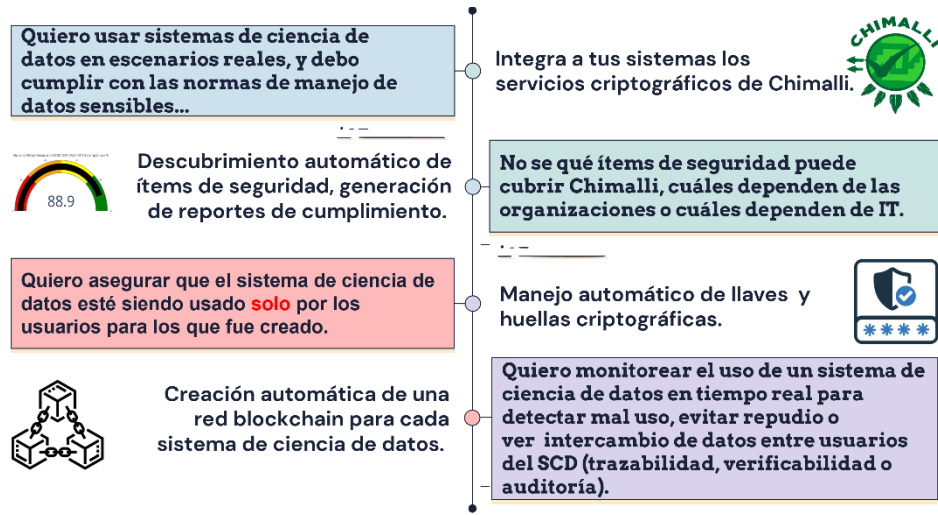 Quiero usar sistemas de ciencia de
datos en escenarios reales, y debo
cumplir con las normas de manejo de
datos sensibles...
Integra a tus sistemas los
servicios criptográficos de Chimalli.
CHIMALLI
Descubrimiento automático de
ítems de seguridad, generación
de reportes de cumplimiento.
88.9
No se qué ítems de seguridad puede
cubrir Chimalli, cuáles dependen de las
organizaciones o cuáles dependen de IT.
Quiero asegurar que el sistema de ciencia de
datos esté siendo usado solo por los
usuarios para los que fue creado.
Manejo automático de llaves y
huellas criptográficas.
Creación automática de una
red blockchain para cada
sistema de ciencia de datos.
Quiero monitorear el uso de un sistema de
ciencia de datos en tiempo real para
detectar mal uso, evitar repudio o
ver intercambio de datos entre usuarios
del SCD (trazabilidad, verificabilidad o
auditoría).